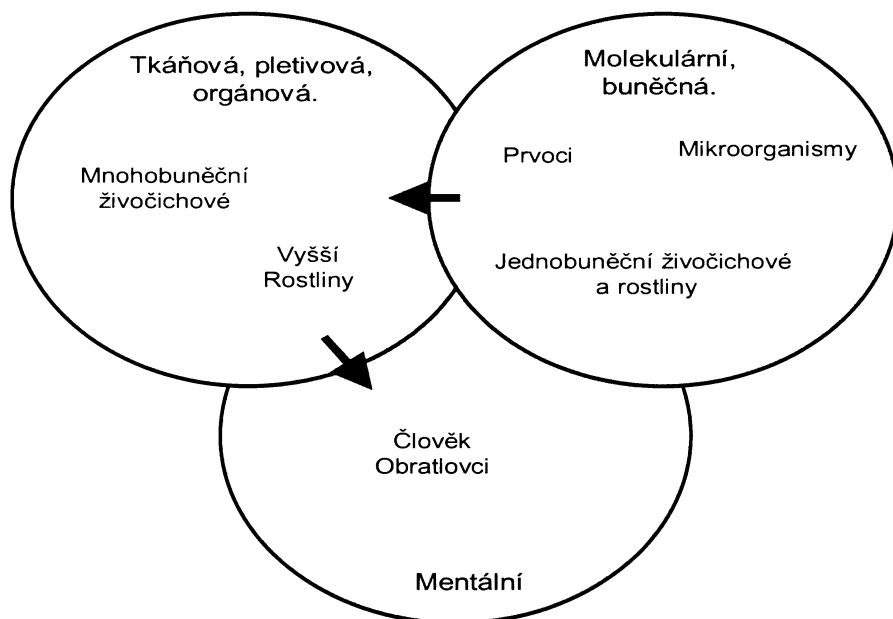 Tkáňová, pletivová,
orgánová.
Mnohobuněční
živočichové
Vyšší
Rostliny
Molekulární,
buněčná.
Prvoci
Mikroorganismy
Jednobuněční živočichové
a rostliny
Člověk
Obratlovci
Mentální